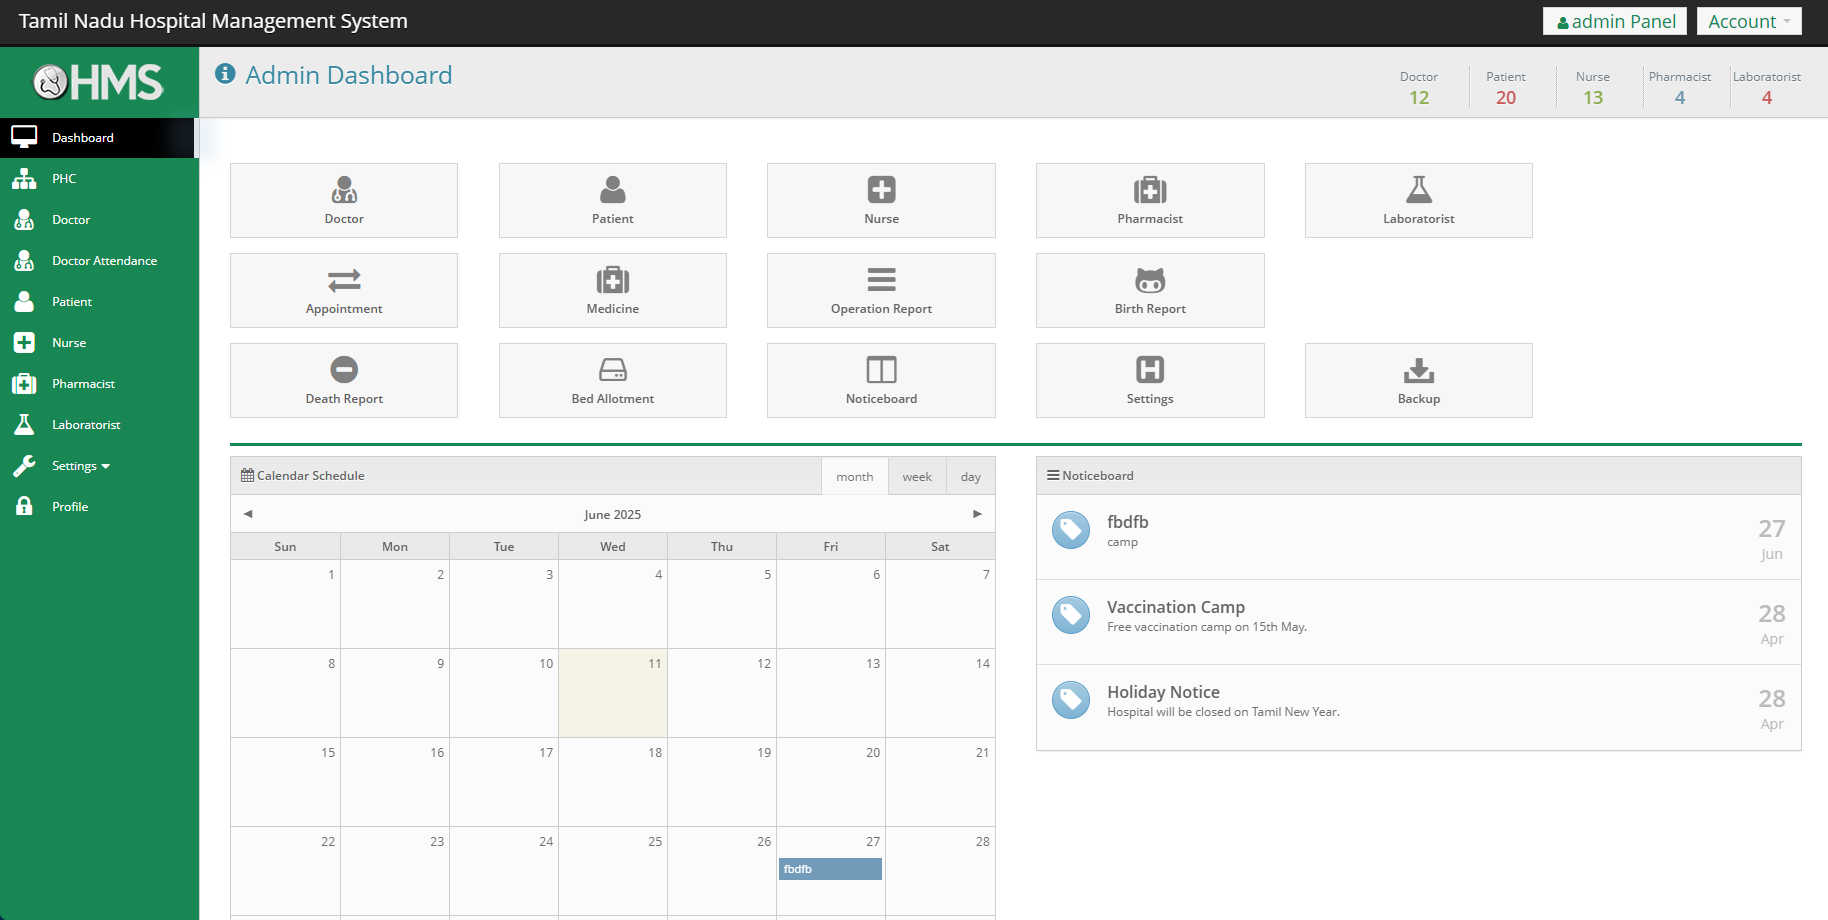 Tamil Nadu Hospital Management System
admin Panel
Account
HMS
Admin Dashboard
Doctor Patient Nurse Pharmacist Laboratorist
12 20 13 4 4
Dashboard
PHC
Doctor
Doctor Attendance
Patient
Nurse
Pharmacist
Laboratorist
Settings
Profile
Doctor Patient Nurse Pharmacist Laboratorist
Appointment Medicine Operation Report Birth Report
Death Report Bed Allotment Noticeboard Settings Backup
Calendar Schedule month week day
June 2025
Sun Mon Tue Wed Thu Fri Sat
1 2 3 4 5 6 7
8 9 10 11 12 13 14
15 16 17 18 19 20 21
22 23 24 25 26 27 28
fbdfb
Noticeboard
fbdfb
camp
27
Jun
Vaccination Camp
Free vaccination camp on 15th May.
28
Apr
Holiday Notice
Hospital will be closed on Tamil New Year.
28
Apr